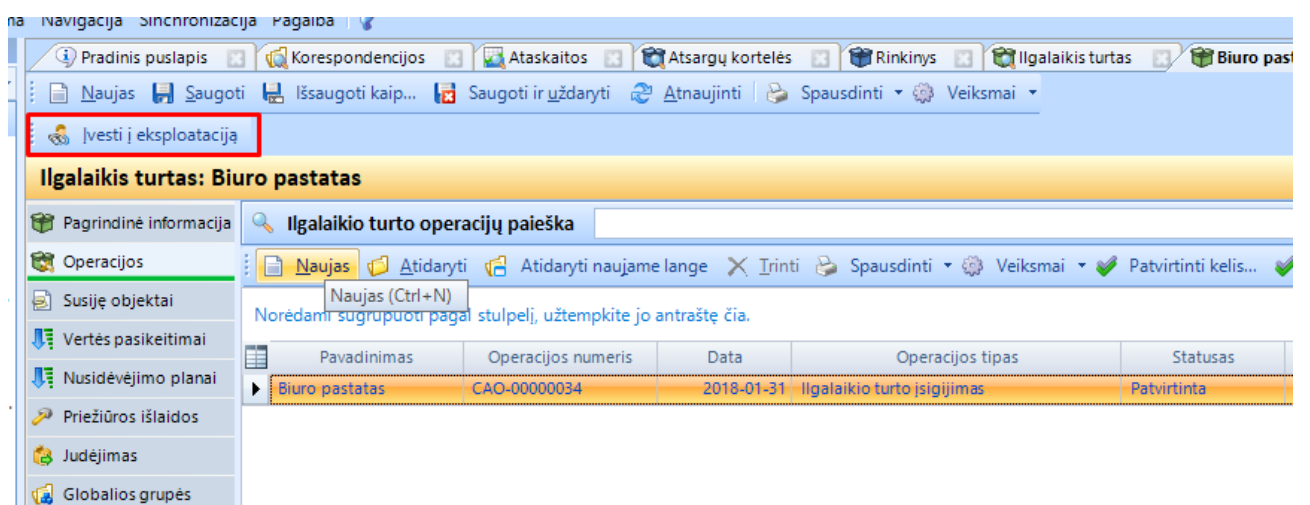 Navigacija Sinchronizacija Pagalba
Pradinis puslapis Korespondencijos Ataskaitos Atsargų kortelės Rinkinys Ilgalaikis turtas Biuro past
Naujas Saugoti Išsaugoti kaip... Saugoti ir uždaryti Atnaujinti Spausdinti Veiksmai
Įvesti į eksploataciją
Ilgalaikis turtas: Biuro pastatas
Pagrindinė informacija
Ilgalaikio turto operacijų paieška
Operacijos
Naujas Atidaryti Atidaryti naujame lange Trinti Spausdinti Veiksmai Patvirtinti kelis...
Naujas (Ctrl+N)
Susiję objektai
Norėdami sugrupuoti pagal stulpelį, užtempkite jo antraštę čia.
Vertės pasikeitimai
Pavadinimas Operacijos numeris Data Operacijos tipas Statusas
Nusidėvėjimo planai
Biuro pastatas CAO-00000034 2018-01-31 Ilgalaikio turto įsigijimas Patvirtinta
Priežiūros išlaidos
Judėjimas
Globalios grupės